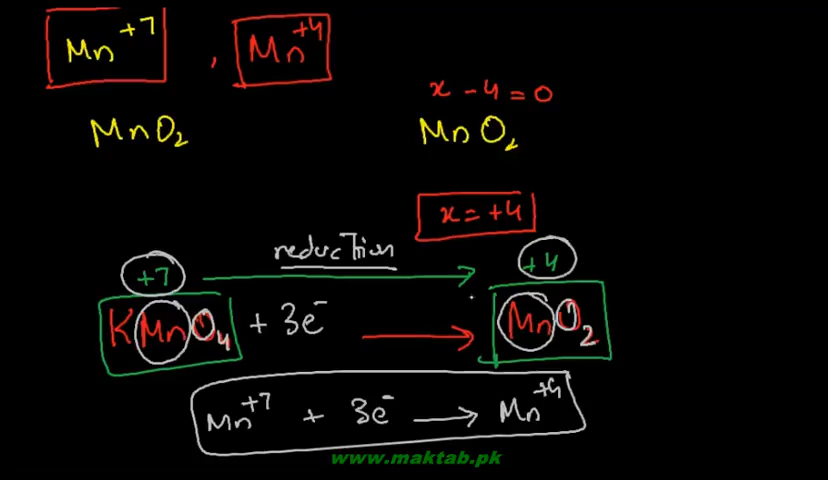 Mn+7 , Mn+4
x - 4 = 0
MnO2 MnO2
x = +4
reduction
+7 +4
KMnO4 + 3e- → MnO2
Mn+7 + 3e- → Mn+4
www.maktab.pk